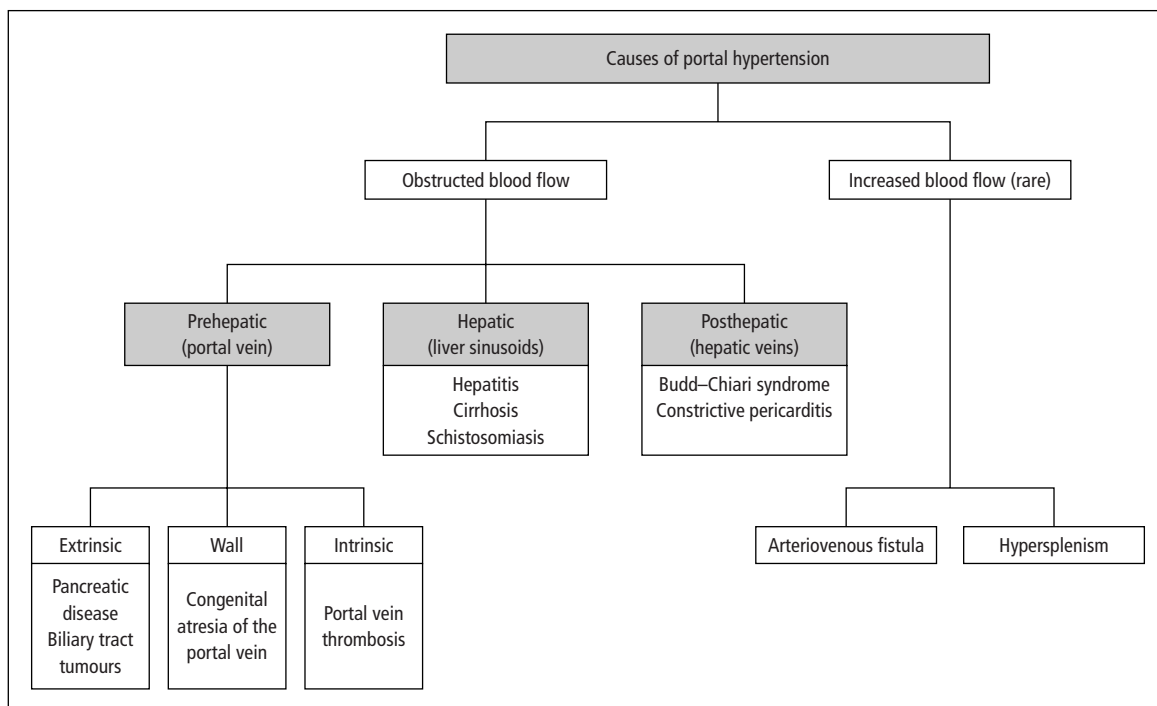 Causes of portal hypertension
Obstructed blood flow
Increased blood flow (rare)
Prehepatic
(portal vein)
Hepatic
(liver sinusoids)
Hepatitis
Cirrhosis
Schistosomiasis
Posthepatic
(hepatic veins)
Budd–Chiari syndrome
Constrictive pericarditis
Extrinsic
Pancreatic
disease
Biliary tract
tumours
Wall
Congenital
atresia of the
portal vein
Intrinsic
Portal vein
thrombosis
Arteriovenous fistula
Hypersplenism